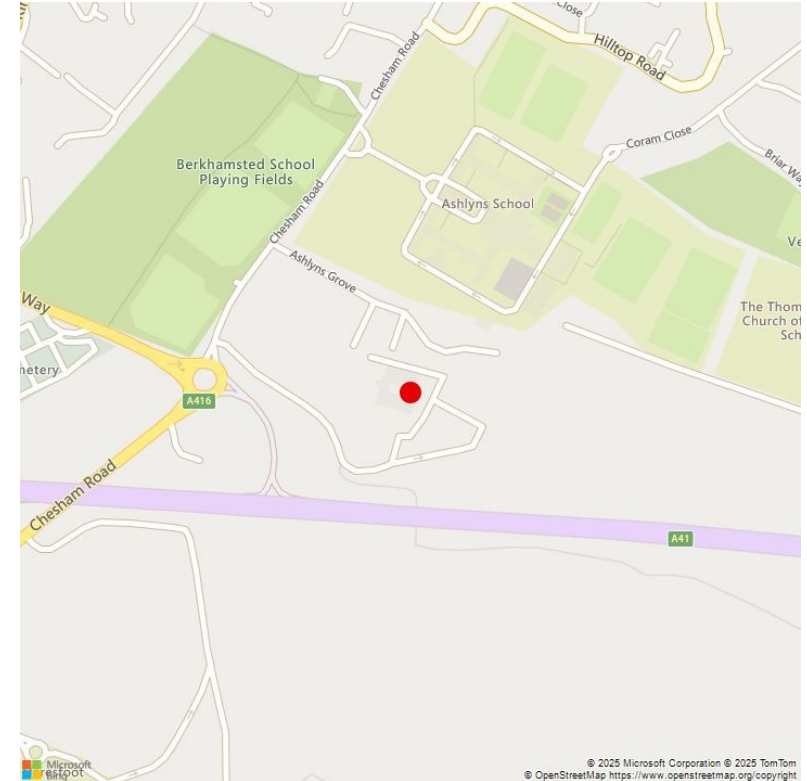 Close
Hilltop Road
Chesham Road
Coram Close
Briar Way
Berkhamsted School
Playing Fields
Ashlyns School
Chesham Road
Ashlyns Grove
Way
The Thom
Church of
Sch
metery
A416
Chesham Road
A41
Microsoft
Bing
© 2025 Microsoft Corporation © 2025 TomTom
© OpenStreetMap https://www.openstreetmap.org/copyright